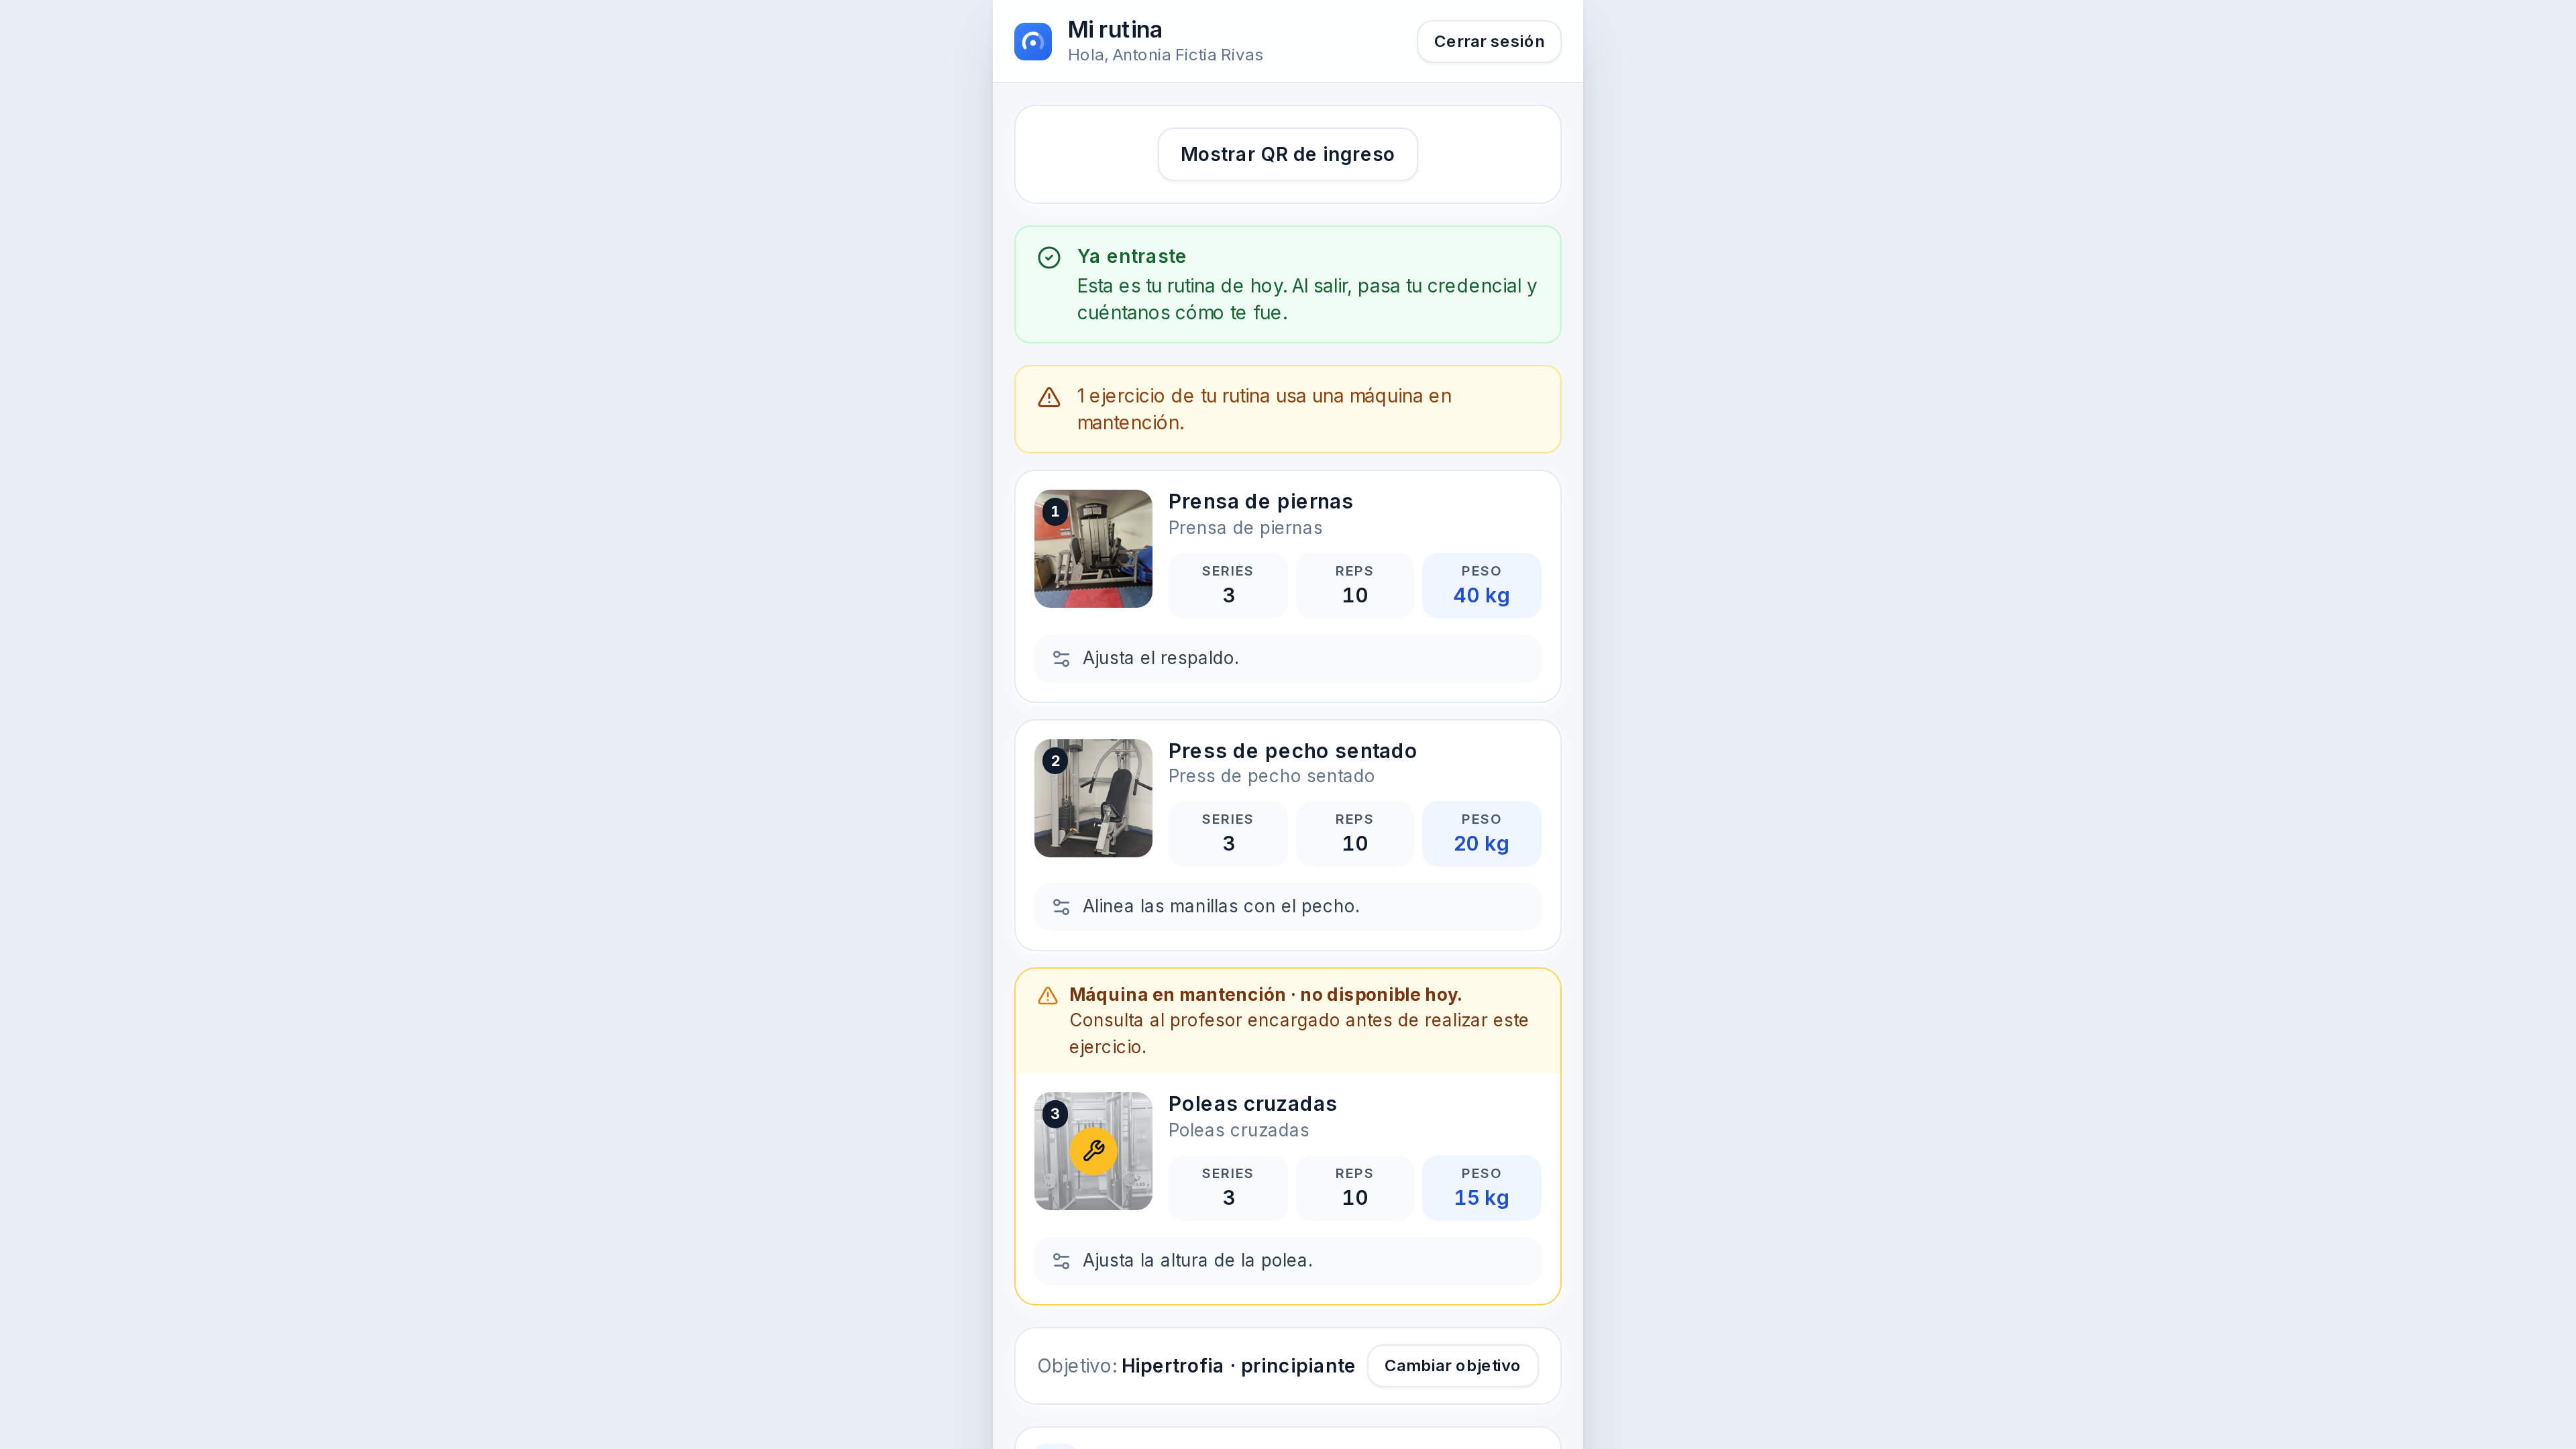 Mi rutina
Hola, Antonia Fictia Rivas
Cerrar sesión
Mostrar QR de ingreso
Ya entraste
Esta es tu rutina de hoy. Al salir, pasa tu credencial y
cuéntanos cómo te fue.
1 ejercicio de tu rutina usa una máquina en
mantención.
1
Prensa de piernas
Prensa de piernas
SERIES
3
REPS
10
PESO
40 kg
Ajusta el respaldo.
2
Press de pecho sentado
Press de pecho sentado
SERIES
3
REPS
10
PESO
20 kg
Alinea las manillas con el pecho.
Máquina en mantención · no disponible hoy.
Consulta al profesor encargado antes de realizar este
ejercicio.
3
Poleas cruzadas
Poleas cruzadas
SERIES
3
REPS
10
PESO
15 kg
Ajusta la altura de la polea.
Objetivo: Hipertrofia · principiante
Cambiar objetivo